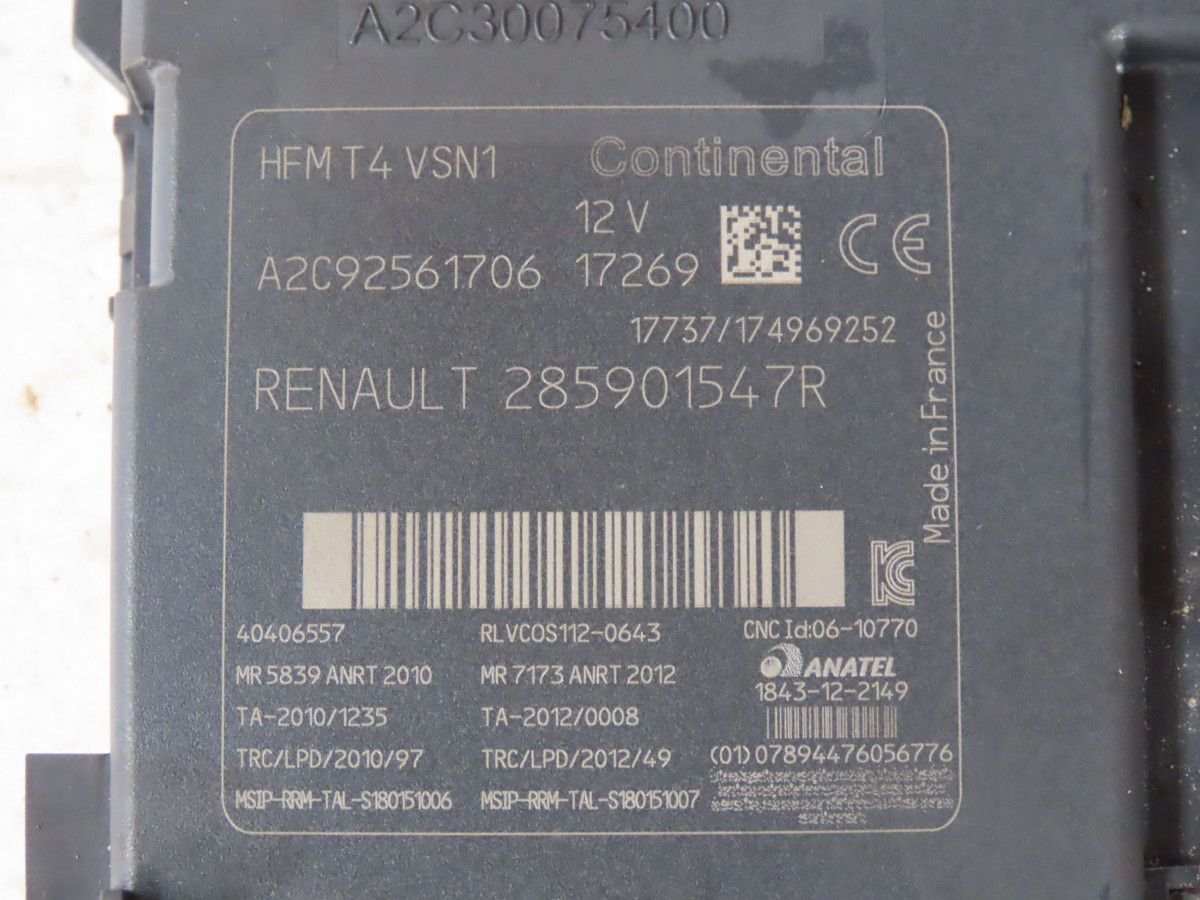 A2C30075400
HFM T4 VSN1 Continental
12 V
A2C92561706 17269
CE
17737/174969252
RENAULT 285901547R
Made in France
40406557 RLVCOS112-0643 CNC Id:06-10770
MR 5839 ANRT 2010 MR 7173 ANRT 2012 ANATEL
1843-12-2149
TA-2010/1235 TA-2012/0008
TRC/LPD/2010/97 TRC/LPD/2012/49 (01)07894476056776
MSIP-RRM-TAL-S180151006 MSIP-RRM-TAL-S180151007